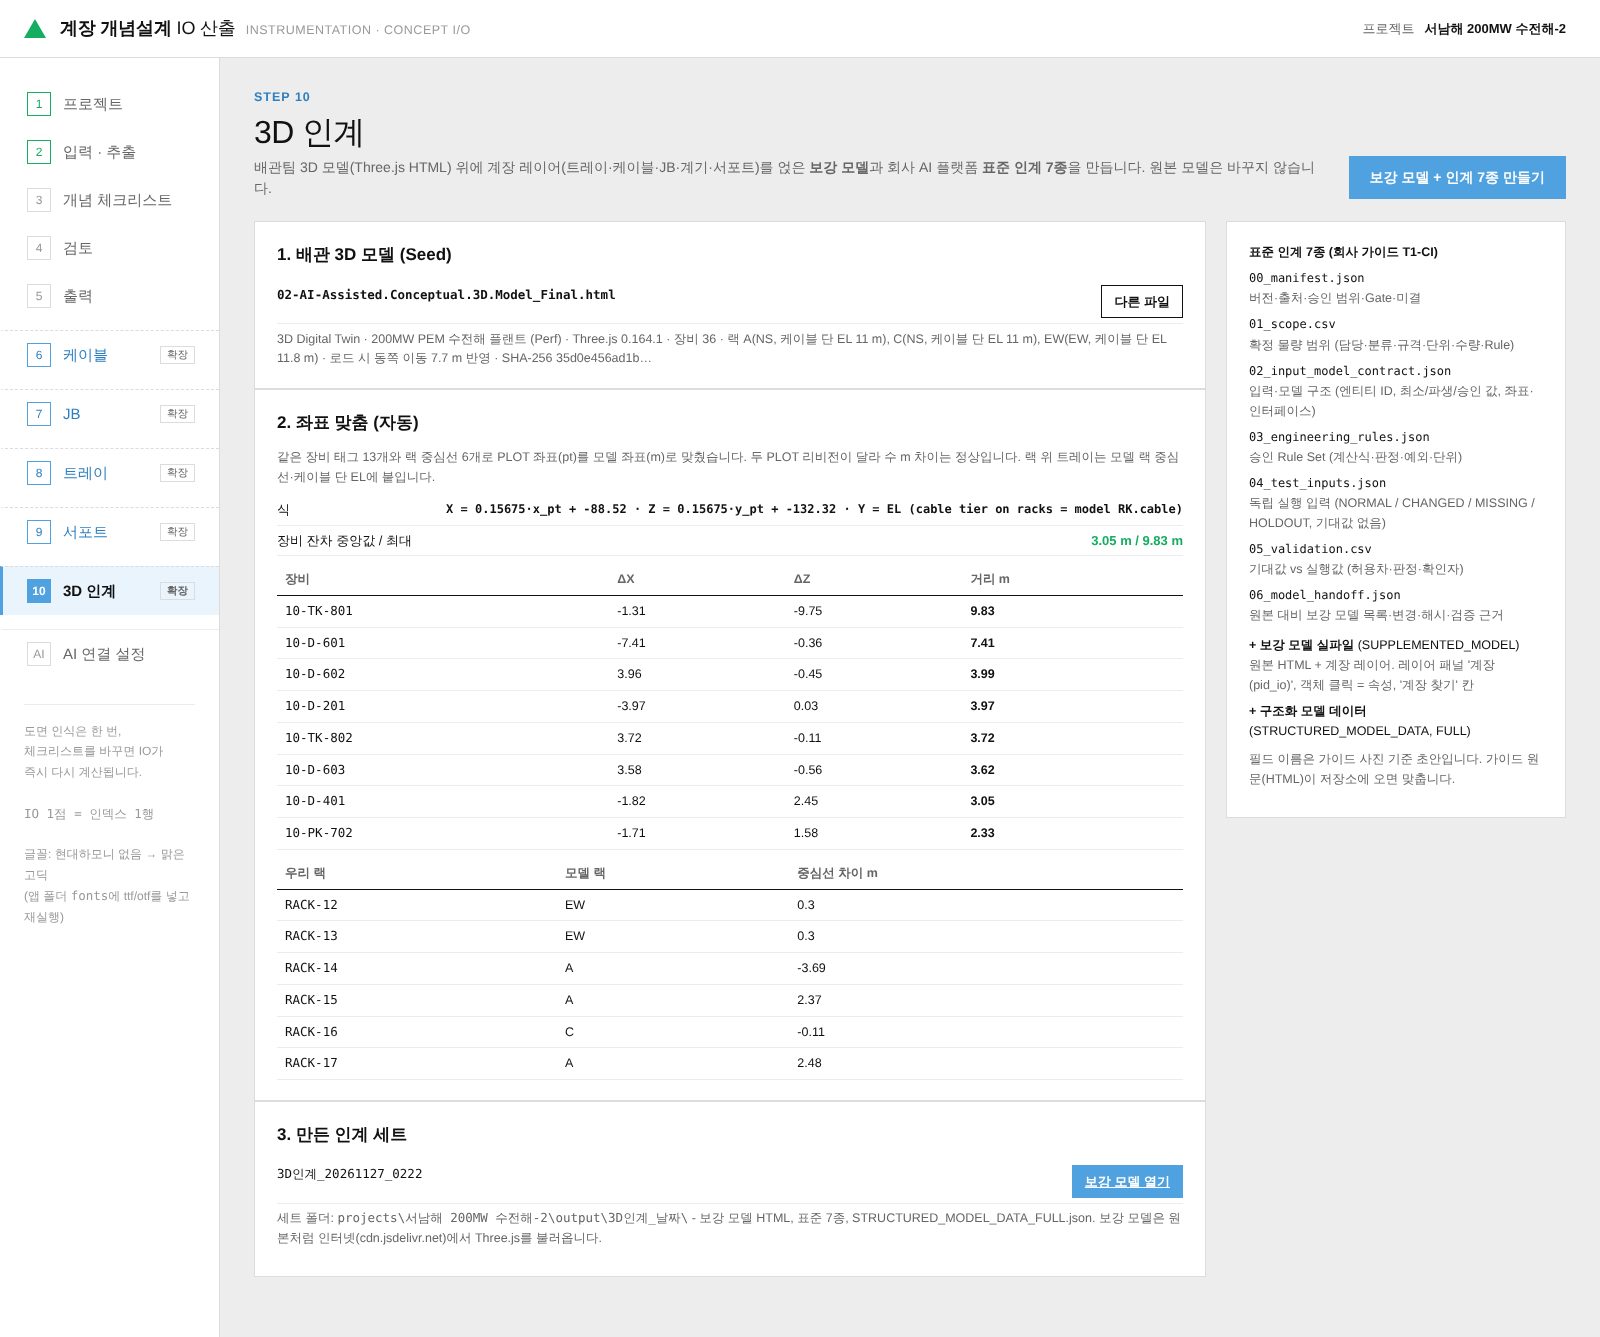 계장 개념설계 IO 산출 INSTRUMENTATION · CONCEPT I/O
프로젝트 서남해 200MW 수전해-2
1 프로젝트
2 입력 · 추출
3 개념 체크리스트
4 검토
5 출력
6 케이블 확장
7 JB 확장
8 트레이 확장
9 서포트 확장
10 3D 인계 확장
AI AI 연결 설정
도면 인식은 한 번,
체크리스트를 바꾸면 IO가
즉시 다시 계산됩니다.
IO 1점 = 인덱스 1행
글꼴: 현대하모니 없음 → 맑은
고딕
(앱 폴더 fonts에 ttf/otf를 넣고
재실행)
STEP 10
3D 인계
배관팀 3D 모델(Three.js HTML) 위에 계장 레이어(트레이·케이블·JB·계기·서포트)를 얹은 보강 모델과 회사 AI 플랫폼 표준 인계 7종을 만듭니다. 원본 모델은 바꾸지 않습니
다.
보강 모델 + 인계 7종 만들기
1. 배관 3D 모델 (Seed)
02-AI-Assisted.Conceptual.3D.Model_Final.html
다른 파일
3D Digital Twin · 200MW PEM 수전해 플랜트 (Perf) · Three.js 0.164.1 · 장비 36 · 랙 A(NS, 케이블 단 EL 11 m), C(NS, 케이블 단 EL 11 m), EW(EW, 케이블 단 EL
11.8 m) · 로드 시 동쪽 이동 7.7 m 반영 · SHA-256 35d0e456ad1b…
2. 좌표 맞춤 (자동)
같은 장비 태그 13개와 랙 중심선 6개로 PLOT 좌표(pt)를 모델 좌표(m)로 맞췄습니다. 두 PLOT 리비전이 달라 수 m 차이는 정상입니다. 랙 위 트레이는 모델 랙 중심
선·케이블 단 EL에 붙입니다.
식 X = 0.15675·x_pt + -88.52 · Z = 0.15675·y_pt + -132.32 · Y = EL (cable tier on racks = model RK.cable)
장비 잔차 중앙값 / 최대 3.05 m / 9.83 m
장비 ΔX ΔZ 거리 m
10-TK-801 -1.31 -9.75 9.83
10-D-601 -7.41 -0.36 7.41
10-D-602 3.96 -0.45 3.99
10-D-201 -3.97 0.03 3.97
10-TK-802 3.72 -0.11 3.72
10-D-603 3.58 -0.56 3.62
10-D-401 -1.82 2.45 3.05
10-PK-702 -1.71 1.58 2.33
우리 랙 모델 랙 중심선 차이 m
RACK-12 EW 0.3
RACK-13 EW 0.3
RACK-14 A -3.69
RACK-15 A 2.37
RACK-16 C -0.11
RACK-17 A 2.48
3. 만든 인계 세트
3D인계_20261127_0222
보강 모델 열기
세트 폴더: projects\서남해 200MW 수전해-2\output\3D인계_날짜\ - 보강 모델 HTML, 표준 7종, STRUCTURED_MODEL_DATA_FULL.json. 보강 모델은 원
본처럼 인터넷(cdn.jsdelivr.net)에서 Three.js를 불러옵니다.
표준 인계 7종 (회사 가이드 T1-CI)
00_manifest.json
버전·출처·승인 범위·Gate·미결
01_scope.csv
확정 물량 범위 (담당·분류·규격·단위·수량·Rule)
02_input_model_contract.json
입력·모델 구조 (엔티티 ID, 최소/파생/승인 값, 좌표·
인터페이스)
03_engineering_rules.json
승인 Rule Set (계산식·판정·예외·단위)
04_test_inputs.json
독립 실행 입력 (NORMAL / CHANGED / MISSING /
HOLDOUT, 기대값 없음)
05_validation.csv
기대값 vs 실행값 (허용차·판정·확인자)
06_model_handoff.json
원본 대비 보강 모델 목록·변경·해시·검증 근거
+ 보강 모델 실파일 (SUPPLEMENTED_MODEL)
원본 HTML + 계장 레이어. 레이어 패널 '계장
(pid_io)', 객체 클릭 = 속성, '계장 찾기' 칸
+ 구조화 모델 데이터
(STRUCTURED_MODEL_DATA, FULL)
필드 이름은 가이드 사진 기준 초안입니다. 가이드 원
문(HTML)이 저장소에 오면 맞춥니다.